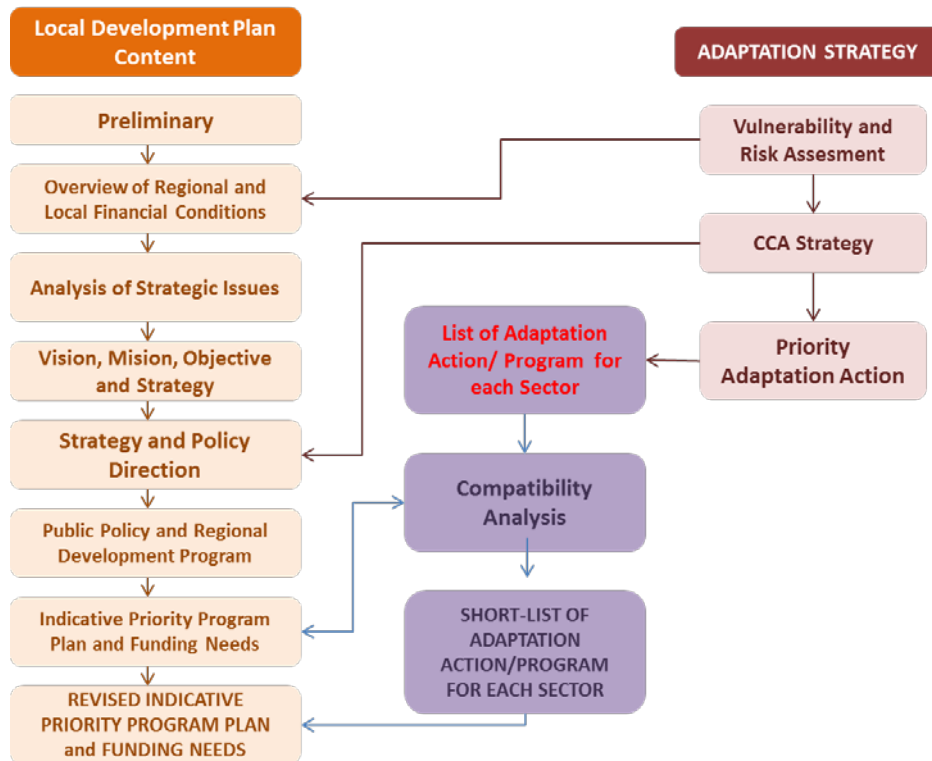 Local Development Plan
Content
Preliminary
Overview of Regional and
Local Financial Conditions
Analysis of Strategic Issues
Vision, Mision, Objective
and Strategy
Strategy and Policy
Direction
Public Policy and Regional
Development Program
Indicative Priority Program
Plan and Funding Needs
REVISED INDICATIVE
PRIORITY PROGRAM PLAN
and FUNDING NEEDS
List of Adaptation
Action/ Program for
each Sector
Compatibility
Analysis
SHORT-LIST OF
ADAPTATION
ACTION/PROGRAM
FOR EACH SECTOR
ADAPTATION STRATEGY
Vulnerability and
Risk Assesment
CCA Strategy
Priority
Adaptation Action